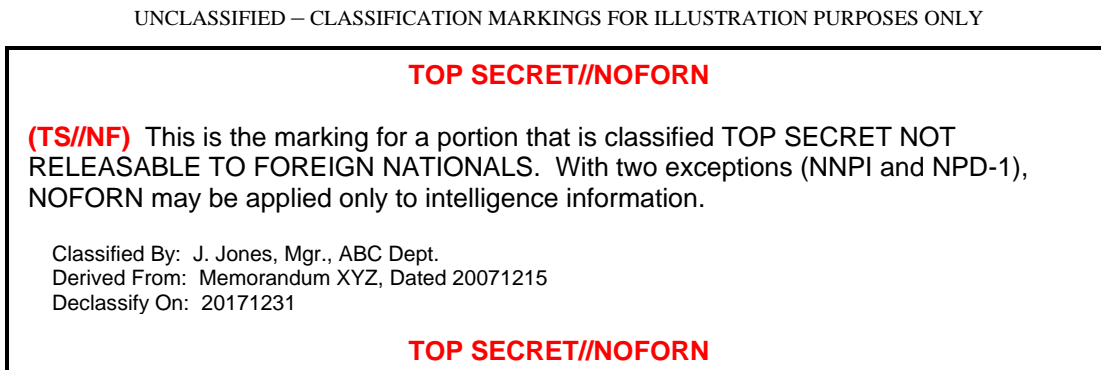 UNCLASSIFIED – CLASSIFICATION MARKINGS FOR ILLUSTRATION PURPOSES ONLY
TOP SECRET//NOFORN
(TS//NF) This is the marking for a portion that is classified TOP SECRET NOT
RELEASABLE TO FOREIGN NATIONALS. With two exceptions (NNPI and NPD-1),
NOFORN may be applied only to intelligence information.
Classified By: J. Jones, Mgr., ABC Dept.
Derived From: Memorandum XYZ, Dated 20071215
Declassify On: 20171231
TOP SECRET//NOFORN